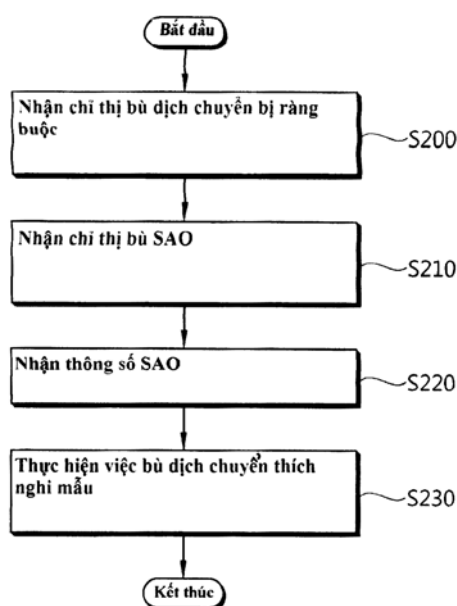 Bắt đầu
Nhận chỉ thị bù dịch chuyển bị ràng
buộc
S200
Nhận chỉ thị bù SAO
S210
Nhận thông số SAO
S220
Thực hiện việc bù dịch chuyển thích
nghi mẫu
S230
Kết thúc